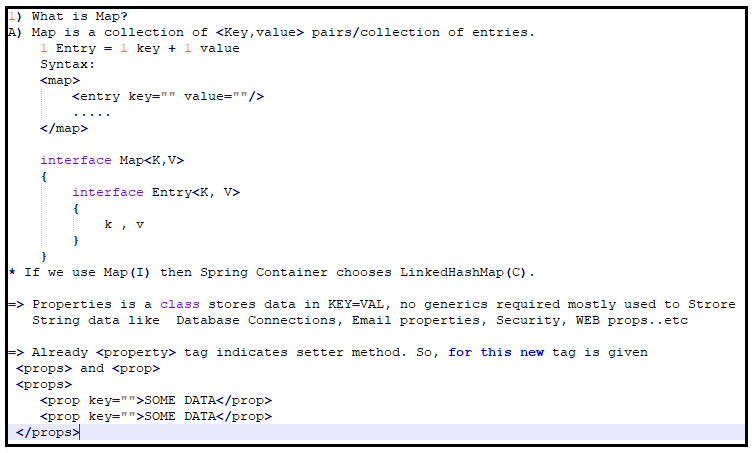 1) What is Map?
A) Map is a collection of <Key,value> pairs/collection of entries.
1 Entry = 1 key + 1 value
Syntax:
<map>
<entry key="" value=""/>
.....
</map>
interface Map<K,V>
{
interface Entry<K, V>
{
k , v
}
}
* If we use Map(I) then Spring Container chooses LinkedHashMap(C).
=> Properties is a class stores data in KEY=VAL, no generics required mostly used to Strore
String data like  Database Connections, Email properties, Security, WEB props..etc
=> Already <property> tag indicates setter method. So, for this new tag is given
<props> and <prop>
<props>
<prop key="">SOME DATA</prop>
<prop key="">SOME DATA</prop>
</props>